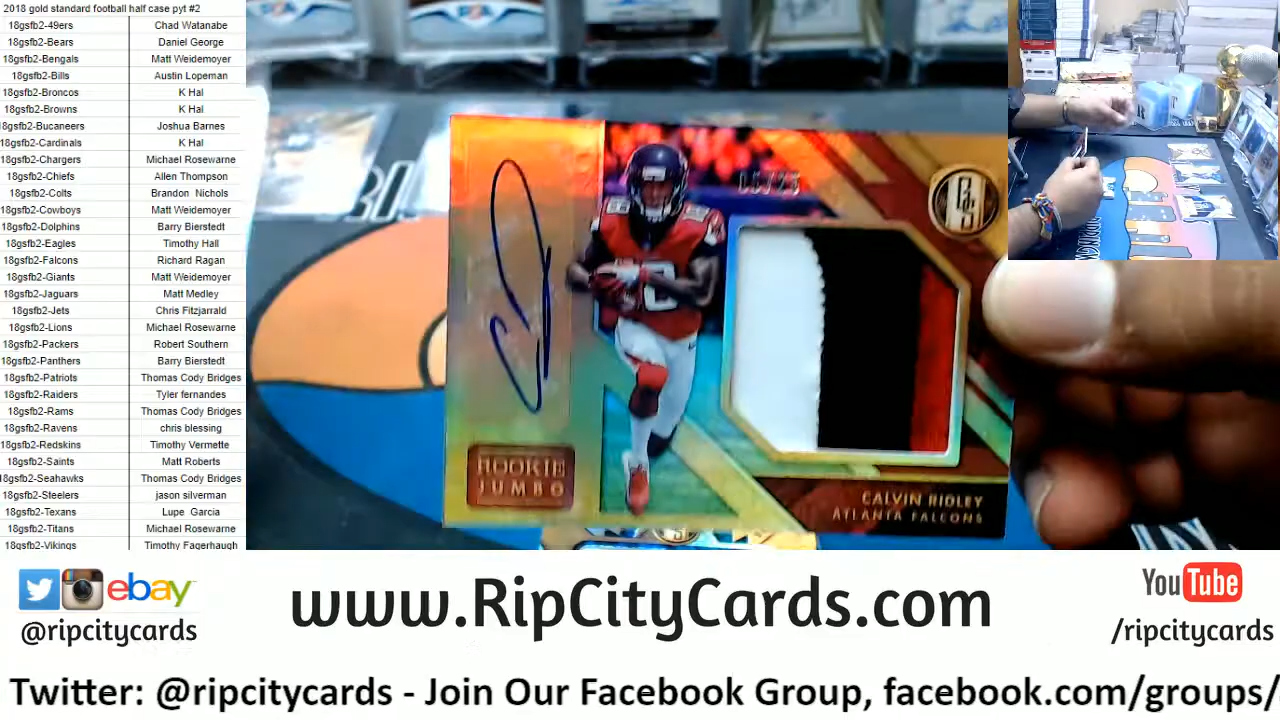 2018 gold standard football half case pyt #2
18gsfb2-49ers Chad Watanabe
18gsfb2-Bears Daniel George
18gsfb2-Bengals Matt Weidemoyer
18gsfb2-Bills Austin Lopeman
18gsfb2-Broncos K Hal
18gsfb2-Browns K Hal
18gsfb2-Bucaneers Joshua Barnes
18gsfb2-Cardinals K Hal
18gsfb2-Chargers Michael Rosewarne
18gsfb2-Chiefs Allen Thompson
18gsfb2-Colts Brandon Nichols
18gsfb2-Cowboys Matt Weidemoyer
18gsfb2-Dolphins Barry Bierstedt
18gsfb2-Eagles Timothy Hall
18gsfb2-Falcons Richard Ragan
18gsfb2-Giants Matt Weidemoyer
18gsfb2-Jaguars Matt Medley
18gsfb2-Jets Chris Fitzjarrald
18gsfb2-Lions Michael Rosewarne
18gsfb2-Packers Robert Southern
18gsfb2-Panthers Barry Bierstedt
18gsfb2-Patriots Thomas Cody Bridges
18gsfb2-Raiders Tyler fernandes
18gsfb2-Rams Thomas Cody Bridges
18gsfb2-Ravens chris blessing
18gsfb2-Redskins Timothy Vermette
18gsfb2-Saints Matt Roberts
18gsfb2-Seahawks Thomas Cody Bridges
18gsfb2-Steelers jason silverman
18gsfb2-Texans Lupe Garcia
18gsfb2-Titans Michael Rosewarne
18gsfb2-Vikings Timothy Fagerhaugh
ROOKIE
JUMBO
CALVIN RIDLEY
ATLANTA FALCONS
ebay
@ripcitycards
www.RipCityCards.com
YouTube
/ripcitycards
Twitter: @ripcitycards - Join Our Facebook Group, facebook.com/groups/